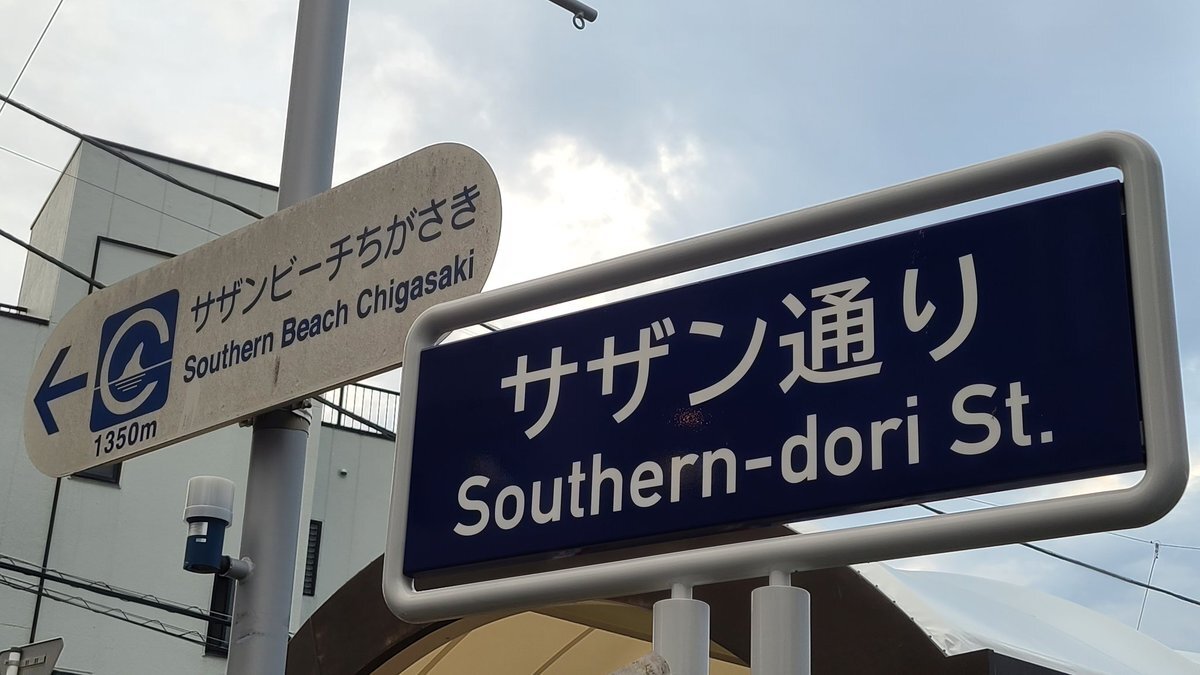 サザンビーチちがさき
Southern Beach Chigasaki
1350m
サザン通り
Southern-dori St.